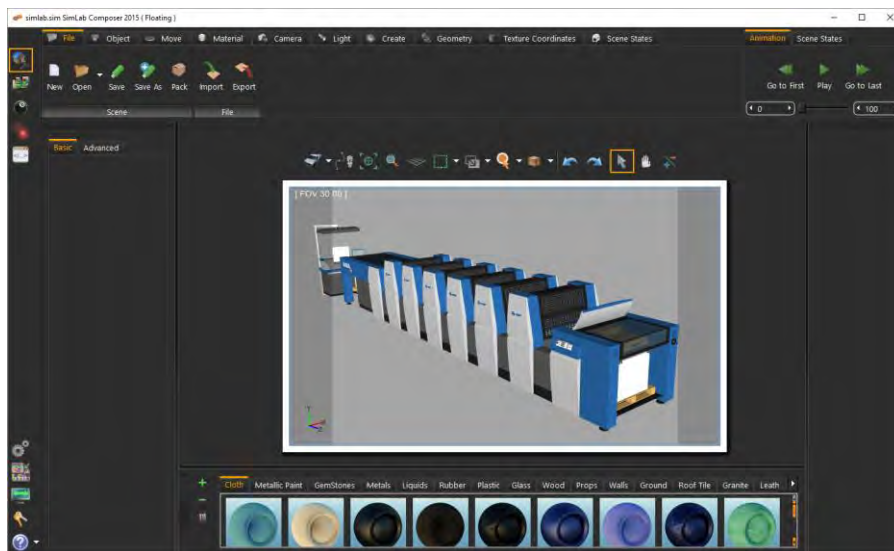 simlab.sim SimLab Composer 2015 ( Floating )
File Object Move Material Camera Light Create Geometry Texture Coordinates Scene States
Animation Scene States
New Open Save Save As Pack Import Export
Go to First Play Go to Last
Scene File
0 100
Basic Advanced
Cloth Metallic Paint GemStones Metals Liquids Rubber Plastic Glass Wood Props Walls Ground Roof Tile Granite Leath